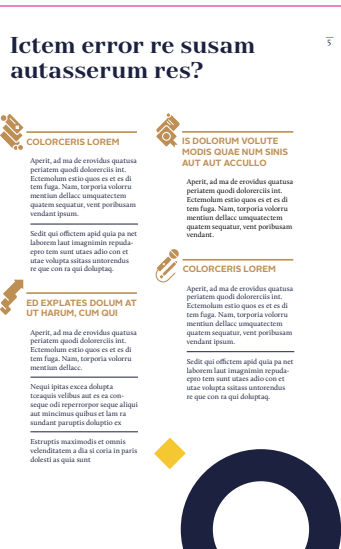 Ictem error re susam
autasserum res?
5
COLORCERIS LOREM
Aperit, ad ma de erovidus quatusa
periatem quodi dolorerciis int.
Ectemolum estio quos es et es di
tem fuga. Nam, torporia volorru
mentiun dellacc umquatectem
quatem sequatur, vent poribusam
vendant ipsum.
Sedit qui offictem apid quia pa net
laborem laut imagnimin repuda-
epro tem sunt utaes adio con et
utae volupta ssitass untorendus
re que con ra qui doluptaq.
ED EXPLATES DOLUM AT
UT HARUM, CUM QUI
Aperit, ad ma de erovidus quatusa
periatem quodi dolorerciis int.
Ectemolum estio quos es et es di
tem fuga. Nam, torporia volorru
mentiun dellacc.
Nequi ipitas excea dolupta
tceaquis velibus aut es ea con-
seque odi reperrorpor seque aliqui
aut mincimus quibus et lam ra
sundant paruptis doluptio ex
Estruptis maximodis et omnis
velenditatem a dia si coria in paris
dolesti as quia sunt
IS DOLORUM VOLUTE
MODIS QUAE NUM SINIS
AUT AUT ACCULLO
Aperit, ad ma de erovidus quatusa
periatem quodi dolorerciis int.
Ectemolum estio quos es et es di
tem fuga. Nam, torporia volorru
mentiun dellacc umquatectem
quatem sequatur, vent poribusam
vendant.
COLORCERIS LOREM
Aperit, ad ma de erovidus quatusa
periatem quodi dolorerciis int.
Ectemolum estio quos es et es di
tem fuga. Nam, torporia volorru
mentiun dellacc umquatectem
quatem sequatur, vent poribusam
vendant ipsum.
Sedit qui offictem apid quia pa net
laborem laut imagnimin repuda-
epro tem sunt utaes adio con et
utae volupta ssitass untorendus
re que con ra qui doluptaq.